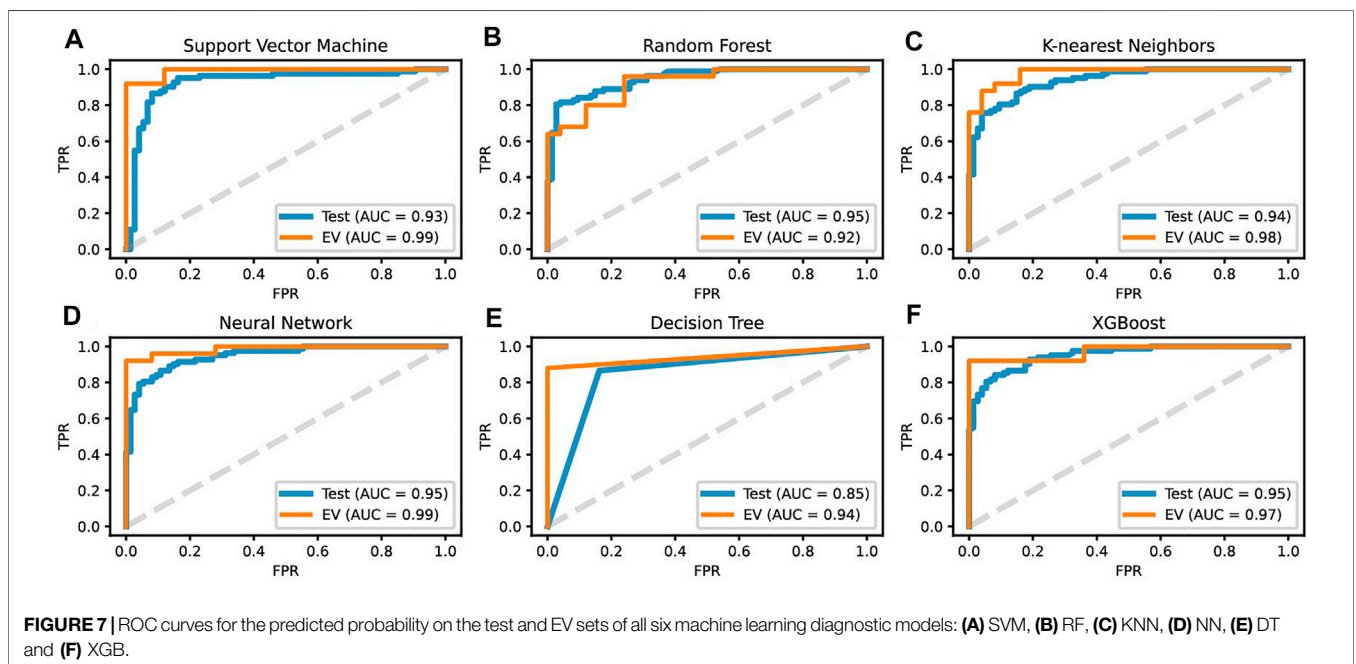 A
Support Vector Machine
1.0
0.8
0.6
0.4
0.2
0.0
TPR
Test (AUC = 0.93)
EV (AUC = 0.99)
0.0 0.2 0.4 0.6 0.8 1.0
FPR
B
Random Forest
1.0
0.8
0.6
0.4
0.2
0.0
TPR
Test (AUC = 0.95)
EV (AUC = 0.92)
0.0 0.2 0.4 0.6 0.8 1.0
FPR
C
K-nearest Neighbors
1.0
0.8
0.6
0.4
0.2
0.0
TPR
Test (AUC = 0.94)
EV (AUC = 0.98)
0.0 0.2 0.4 0.6 0.8 1.0
FPR
D
Neural Network
1.0
0.8
0.6
0.4
0.2
0.0
TPR
Test (AUC = 0.95)
EV (AUC = 0.99)
0.0 0.2 0.4 0.6 0.8 1.0
FPR
E
Decision Tree
1.0
0.8
0.6
0.4
0.2
0.0
TPR
Test (AUC = 0.85)
EV (AUC = 0.94)
0.0 0.2 0.4 0.6 0.8 1.0
FPR
F
XGBoost
1.0
0.8
0.6
0.4
0.2
0.0
TPR
Test (AUC = 0.95)
EV (AUC = 0.97)
0.0 0.2 0.4 0.6 0.8 1.0
FPR
FIGURE 7 | ROC curves for the predicted probability on the test and EV sets of all six machine learning diagnostic models: (A) SVM, (B) RF, (C) KNN, (D) NN, (E) DT
and (F) XGB.